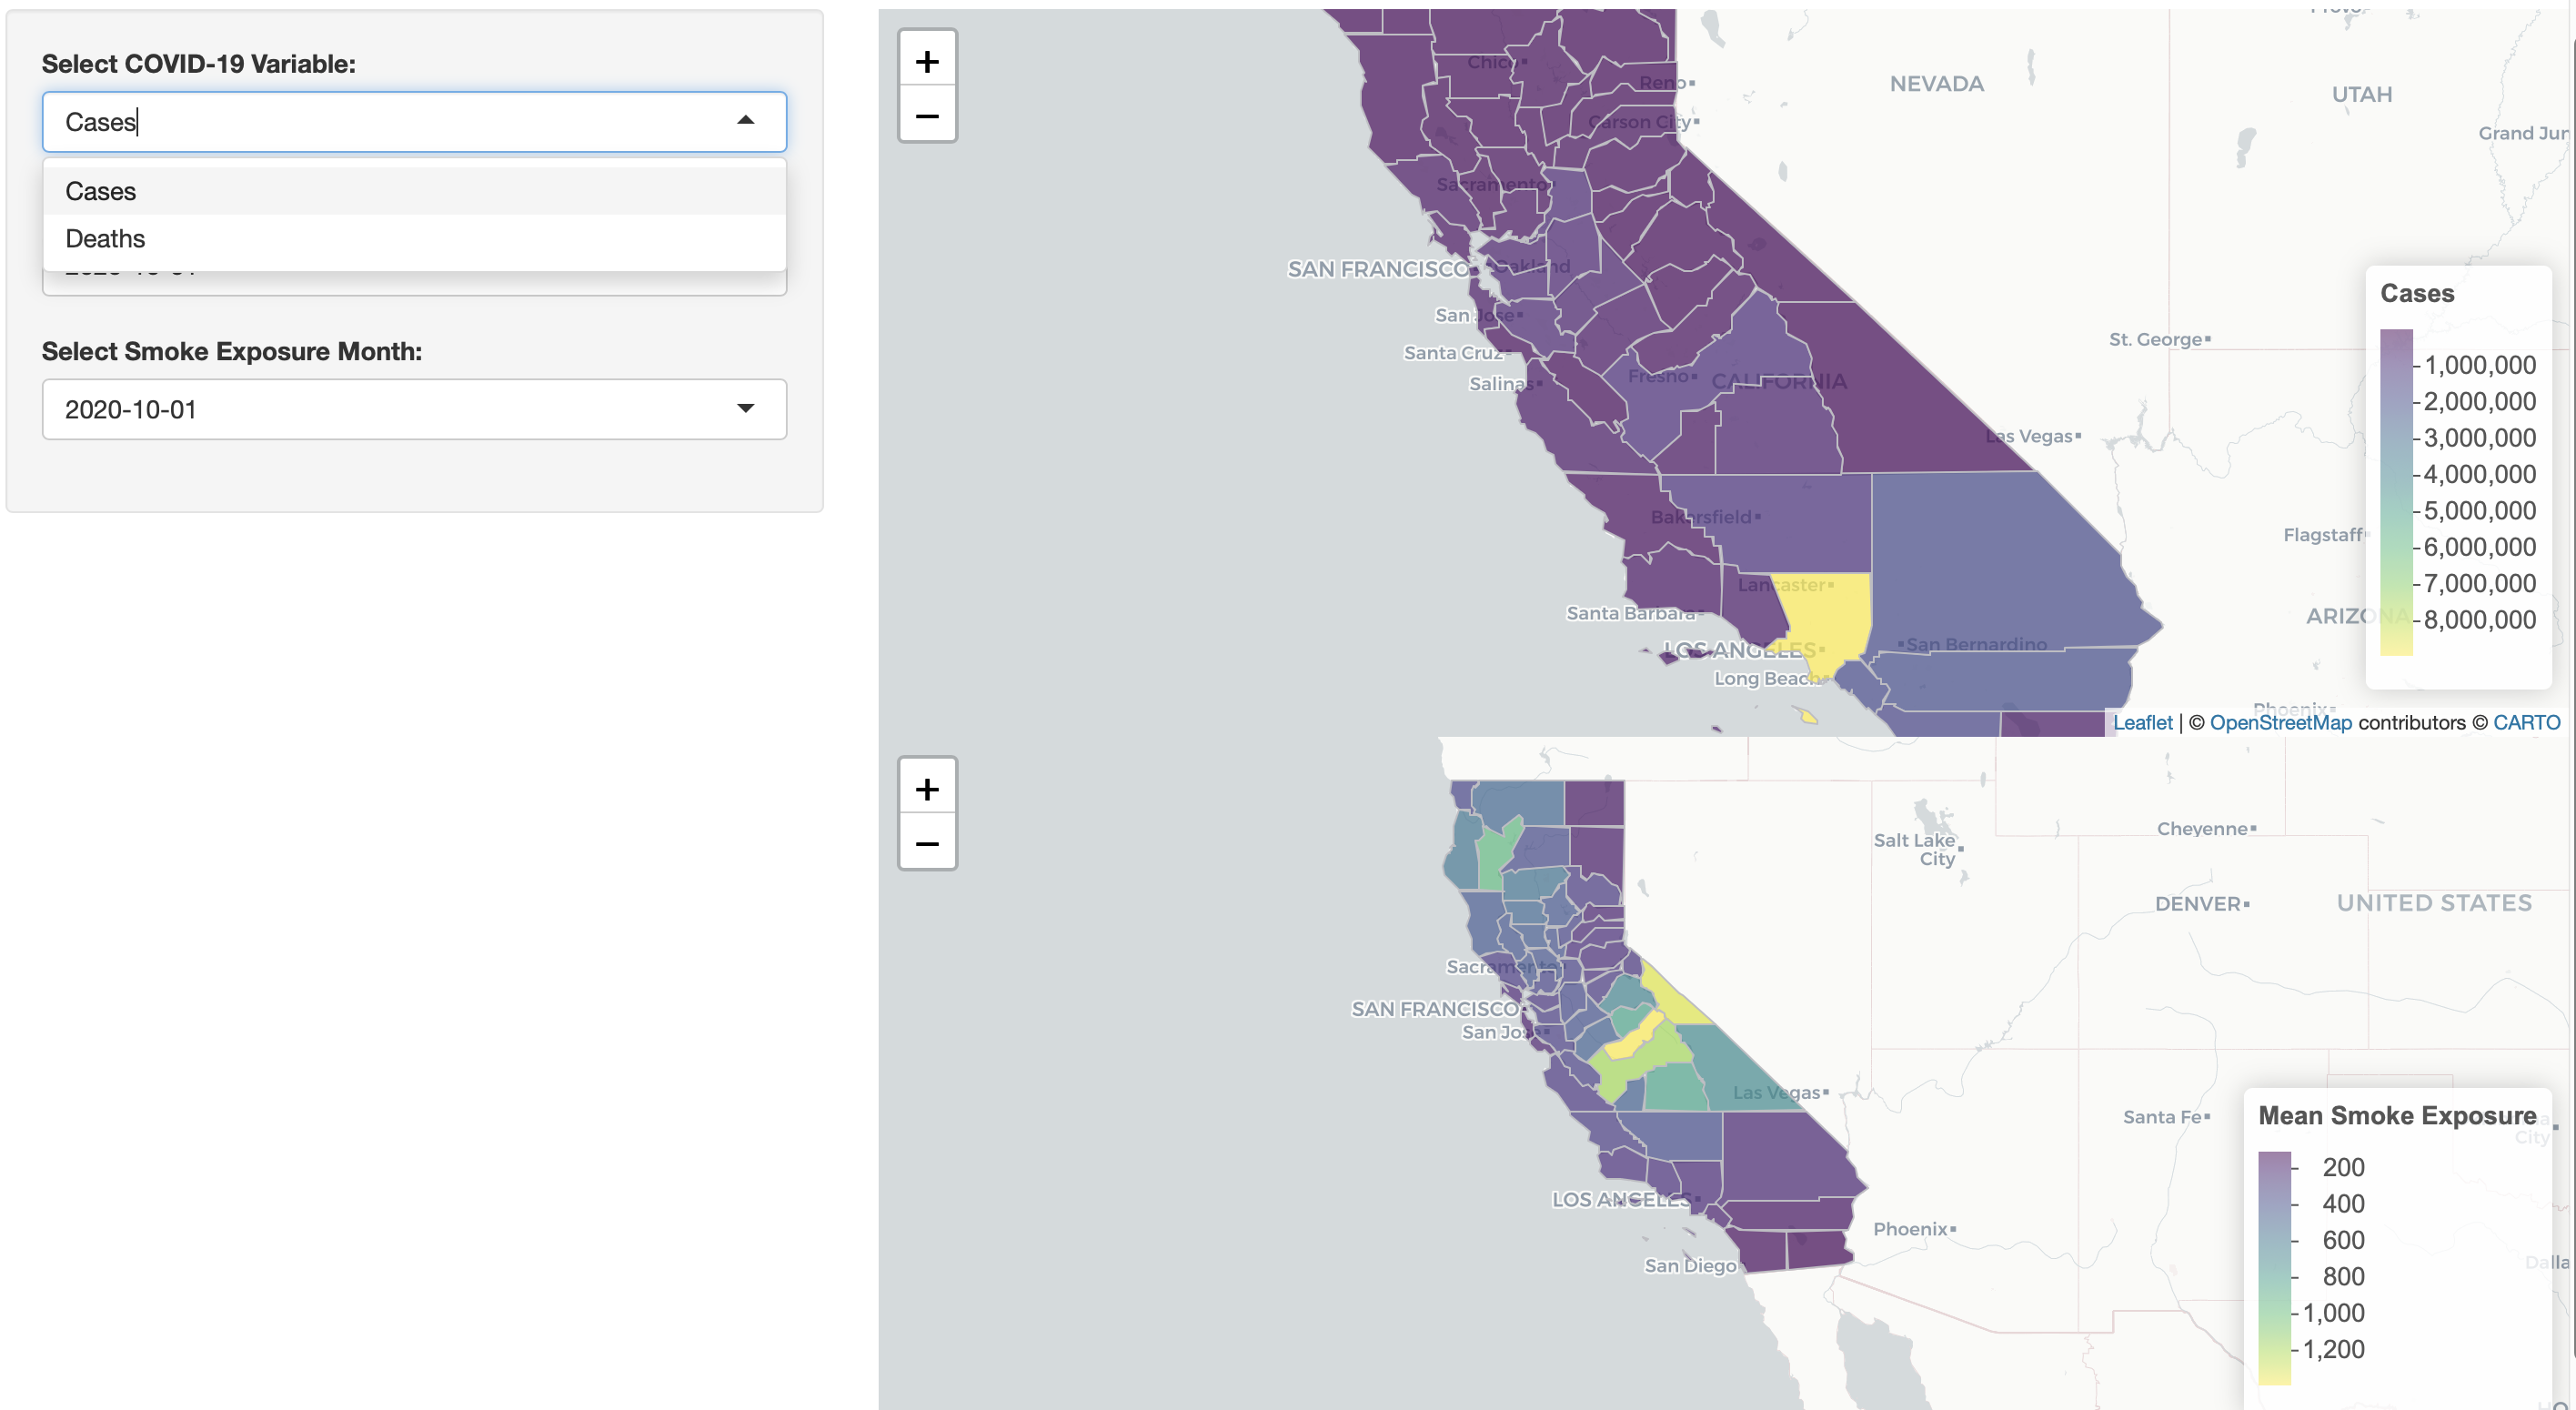 Select COVID-19 Variable:
Cases
Cases
Deaths
Select Smoke Exposure Month:
2020-10-01
+
−
Chico
Reno
Carson City
NEVADA
UTAH
Grand Jun
Sacramento
SAN FRANCISCO
Oakland
San Jose
Santa Cruz
Salinas
Fresno
CALIFORNIA
St. George
Las Vegas
Bakersfield
Flagstaff
Lancaster
Santa Barbara
LOS ANGELES
San Bernardino
Long Beach
ARIZONA
Phoenix
Cases
1,000,000
2,000,000
3,000,000
4,000,000
5,000,000
6,000,000
7,000,000
8,000,000
Leaflet | © OpenStreetMap contributors © CARTO
+
−
Salt Lake
City
Cheyenne
DENVER
UNITED STATES
Sacramento
SAN FRANCISCO
San Jose
Las Vegas
Santa Fe
LOS ANGELES
Phoenix
San Diego
Mean Smoke Exposure
200
400
600
800
1,000
1,200
City
Dalla